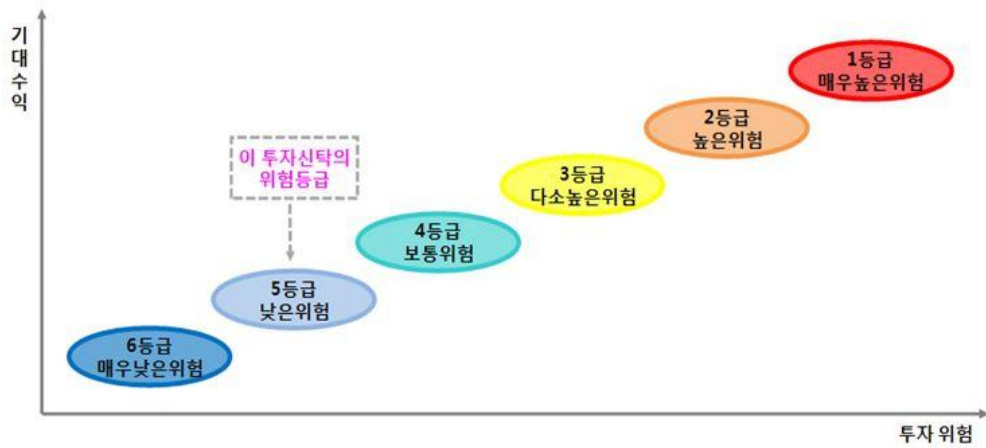 기대수익
1등급
매우높은위험
2등급
높은위험
이 투자신탁의
위험등급
3등급
다소높은위험
4등급
보통위험
5등급
낮은위험
6등급
매우낮은위험
투자 위험